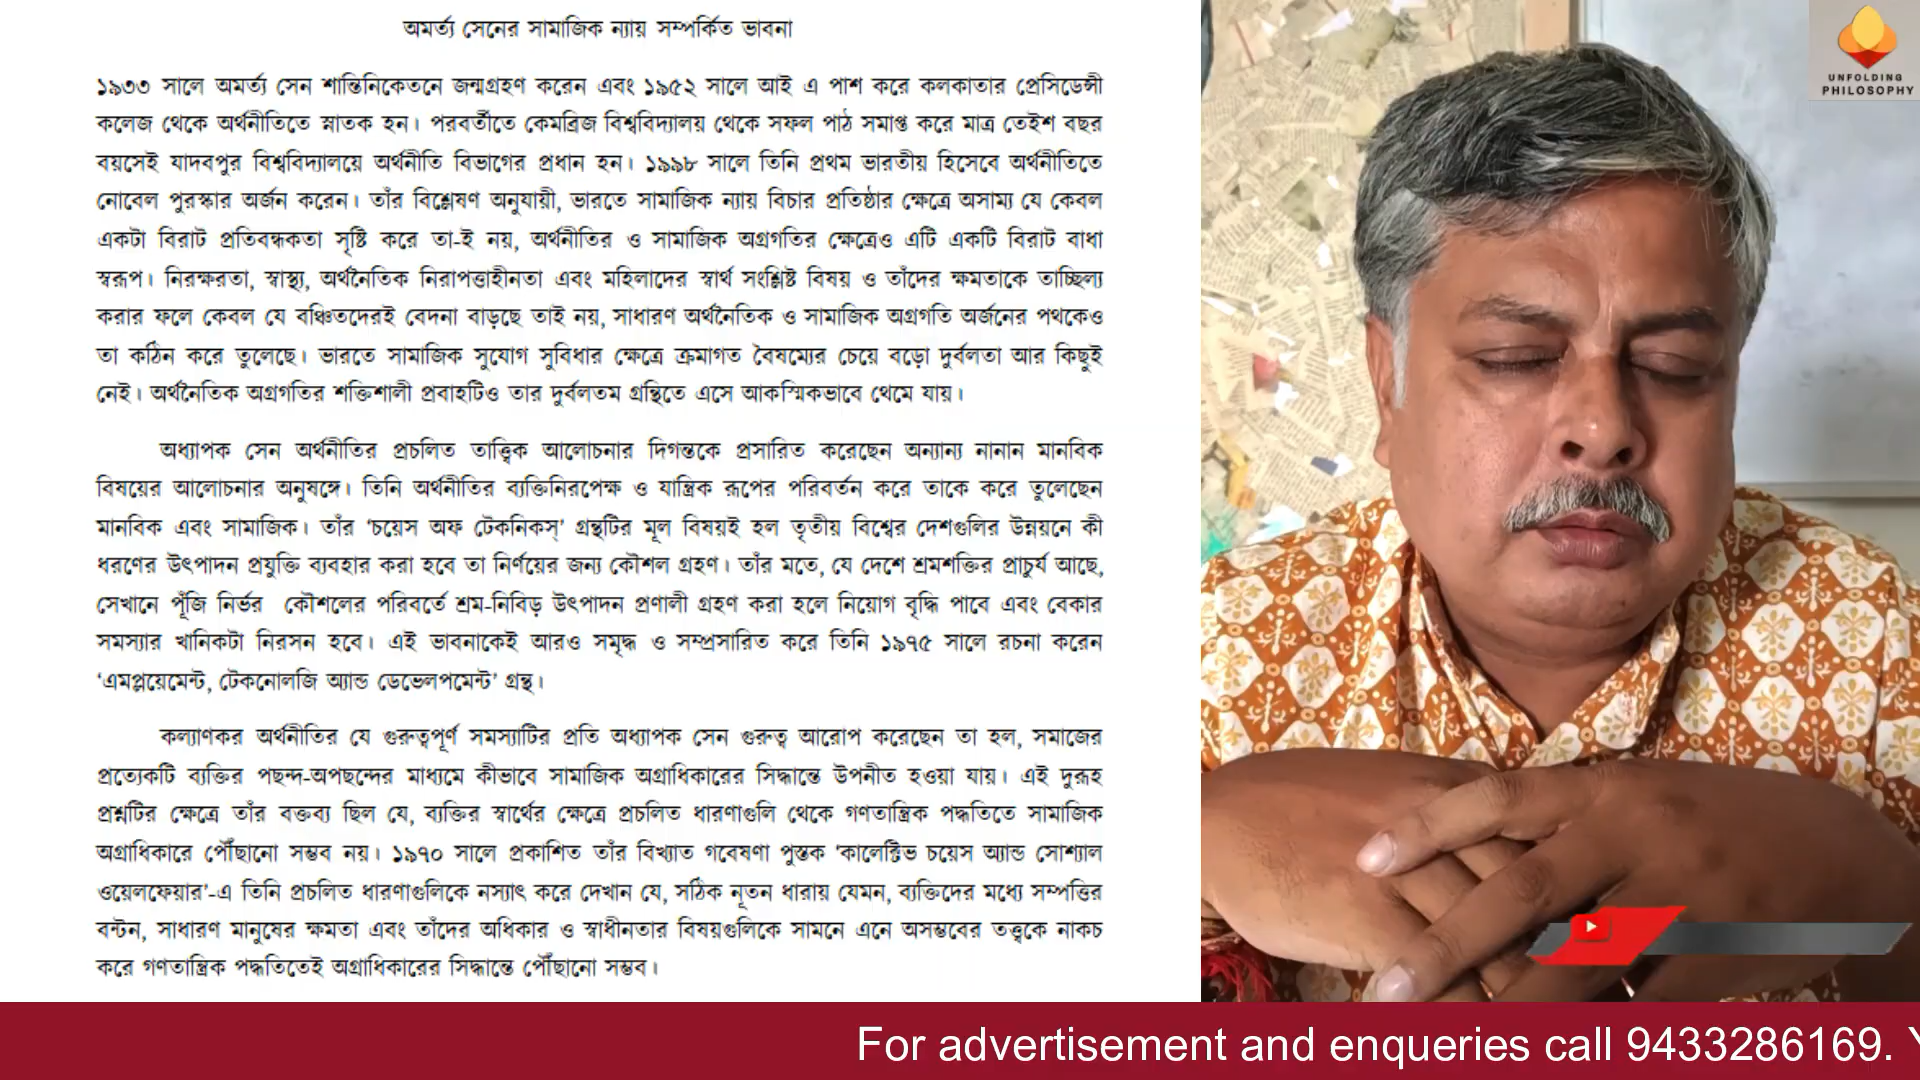 অমর্ত্য সেনের সামাজিক ন্যায় সম্পর্কিত ভাবনা
১৯৩৩ সালে অমর্ত্য সেন শান্তিনিকেতনে জন্মগ্রহণ করেন এবং ১৯৫২ সালে আই এ পাশ করে কলকাতার প্রেসিডেন্সী
কলেজ থেকে অর্থনীতিতে স্নাতক হন। পরবর্তীতে কেমব্রিজ বিশ্ববিদ্যালয় থেকে সফল পাঠ সমাপ্ত করে মাত্র তেইশ বছর
বয়সেই যাদবপুর বিশ্ববিদ্যালয়ে অর্থনীতি বিভাগের প্রধান হন। ১৯৯৮ সালে তিনি প্রথম ভারতীয় হিসেবে অর্থনীতিতে
নোবেল পুরস্কার অর্জন করেন। তাঁর বিশ্লেষণ অনুযায়ী, ভারতে সামাজিক ন্যায় বিচার প্রতিষ্ঠার ক্ষেত্রে অসাম্য যে কেবল
একটা বিরাট প্রতিবন্ধকতা সৃষ্টি করে তা-ই নয়, অর্থনীতির ও সামাজিক অগ্রগতির ক্ষেত্রেও এটি একটি বিরাট বাধা
স্বরূপ। নিরক্ষরতা, স্বাস্থ্য, অর্থনৈতিক নিরাপত্তাহীনতা এবং মহিলাদের স্বার্থ সংশ্লিষ্ট বিষয় ও তাঁদের ক্ষমতাকে তাচ্ছিল্য
করার ফলে কেবল যে বঞ্চিতদেরই বেদনা বাড়ছে তাই নয়, সাধারণ অর্থনৈতিক ও সামাজিক অগ্রগতি অর্জনের পথকেও
তা কঠিন করে তুলেছে। ভারতে সামাজিক সুযোগ সুবিধার ক্ষেত্রে ক্রমাগত বৈষম্যের চেয়ে বড়ো দুর্বলতা আর কিছুই
নেই। অর্থনৈতিক অগ্রগতির শক্তিশালী প্রবাহটিও তার দুর্বলতম গ্রন্থিতে এসে আকস্মিকভাবে থেমে যায়।
অধ্যাপক সেন অর্থনীতির প্রচলিত তাত্ত্বিক আলোচনার দিগন্তকে প্রসারিত করেছেন অন্যান্য নানান মানবিক
বিষয়ের আলোচনার অনুষঙ্গে। তিনি অর্থনীতির ব্যক্তিনিরপেক্ষ ও যান্ত্রিক রূপের পরিবর্তন করে তাকে করে তুলেছেন
মানবিক এবং সামাজিক। তাঁর ‘চয়েস অফ টেকনিকস্’ গ্রন্থটির মূল বিষয়ই হল তৃতীয় বিশ্বের দেশগুলির উন্নয়নে কী
ধরণের উৎপাদন প্রযুক্তি ব্যবহার করা হবে তা নির্ণয়ের জন্য কৌশল গ্রহণ। তাঁর মতে, যে দেশে শ্রমশক্তির প্রাচুর্য আছে,
সেখানে পূঁজি নির্ভর কৌশলের পরিবর্তে শ্রম-নিবিড় উৎপাদন প্রণালী গ্রহণ করা হলে নিয়োগ বৃদ্ধি পাবে এবং বেকার
সমস্যার খানিকটা নিরসন হবে। এই ভাবনাকেই আরও সমৃদ্ধ ও সম্প্রসারিত করে তিনি ১৯৭৫ সালে রচনা করেন
‘এমপ্লয়েমেন্ট, টেকনোলজি অ্যান্ড ডেভেলপমেন্ট’ গ্রন্থ।
কল্যাণকর অর্থনীতির যে গুরুত্বপূর্ণ সমস্যাটির প্রতি অধ্যাপক সেন গুরুত্ব আরোপ করেছেন তা হল, সমাজের
প্রত্যেকটি ব্যক্তির পছন্দ-অপছন্দের মাধ্যমে কীভাবে সামাজিক অগ্রাধিকারের সিদ্ধান্তে উপনীত হওয়া যায়। এই দুরূহ
প্রশ্নটির ক্ষেত্রে তাঁর বক্তব্য ছিল যে, ব্যক্তির স্বার্থের ক্ষেত্রে প্রচলিত ধারণাগুলি থেকে গণতান্ত্রিক পদ্ধতিতে সামাজিক
অগ্রাধিকারে পৌঁছানো সম্ভব নয়। ১৯৭০ সালে প্রকাশিত তাঁর বিখ্যাত গবেষণা পুস্তক ‘কালেক্টিভ চয়েস অ্যান্ড সোশ্যাল
ওয়েলফেয়ার’-এ তিনি প্রচলিত ধারণাগুলিকে নস্যাৎ করে দেখান যে, সঠিক নূতন ধারায় যেমন, ব্যক্তিদের মধ্যে সম্পত্তির
বন্টন, সাধারণ মানুষের ক্ষমতা এবং তাঁদের অধিকার ও স্বাধীনতার বিষয়গুলিকে সামনে এনে অসম্ভবের তত্ত্বকে নাকচ
করে গণতান্ত্রিক পদ্ধতিতেই অগ্রাধিকারের সিদ্ধান্তে পৌঁছানো সম্ভব।
UNFOLDING
PHILOSOPHY
For advertisement and enqueries call 9433286169.